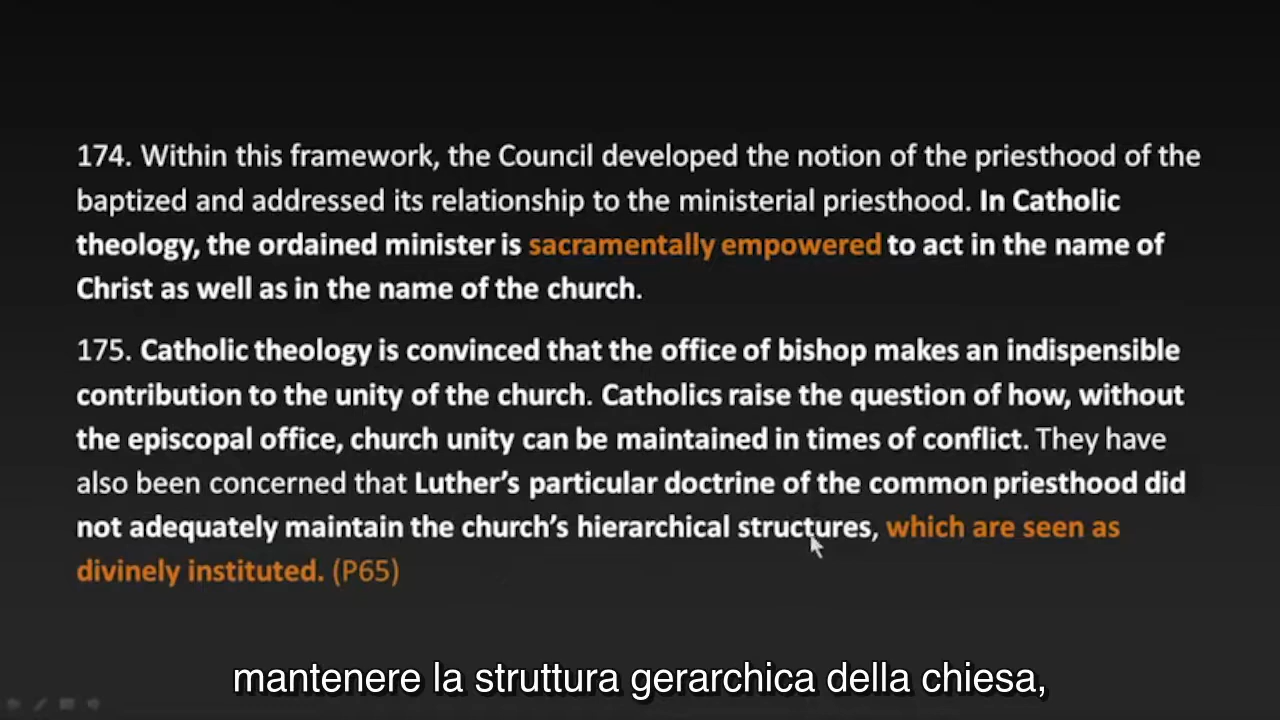 174. Within this framework, the Council developed the notion of the priesthood of the
baptized and addressed its relationship to the ministerial priesthood. In Catholic
theology, the ordained minister is sacramentally empowered to act in the name of
Christ as well as in the name of the church.
175. Catholic theology is convinced that the office of bishop makes an indispensible
contribution to the unity of the church. Catholics raise the question of how, without
the episcopal office, church unity can be maintained in times of conflict. They have
also been concerned that Luther’s particular doctrine of the common priesthood did
not adequately maintain the church’s hierarchical structures, which are seen as
divinely instituted. (P65)
mantenere la struttura gerarchica della chiesa,